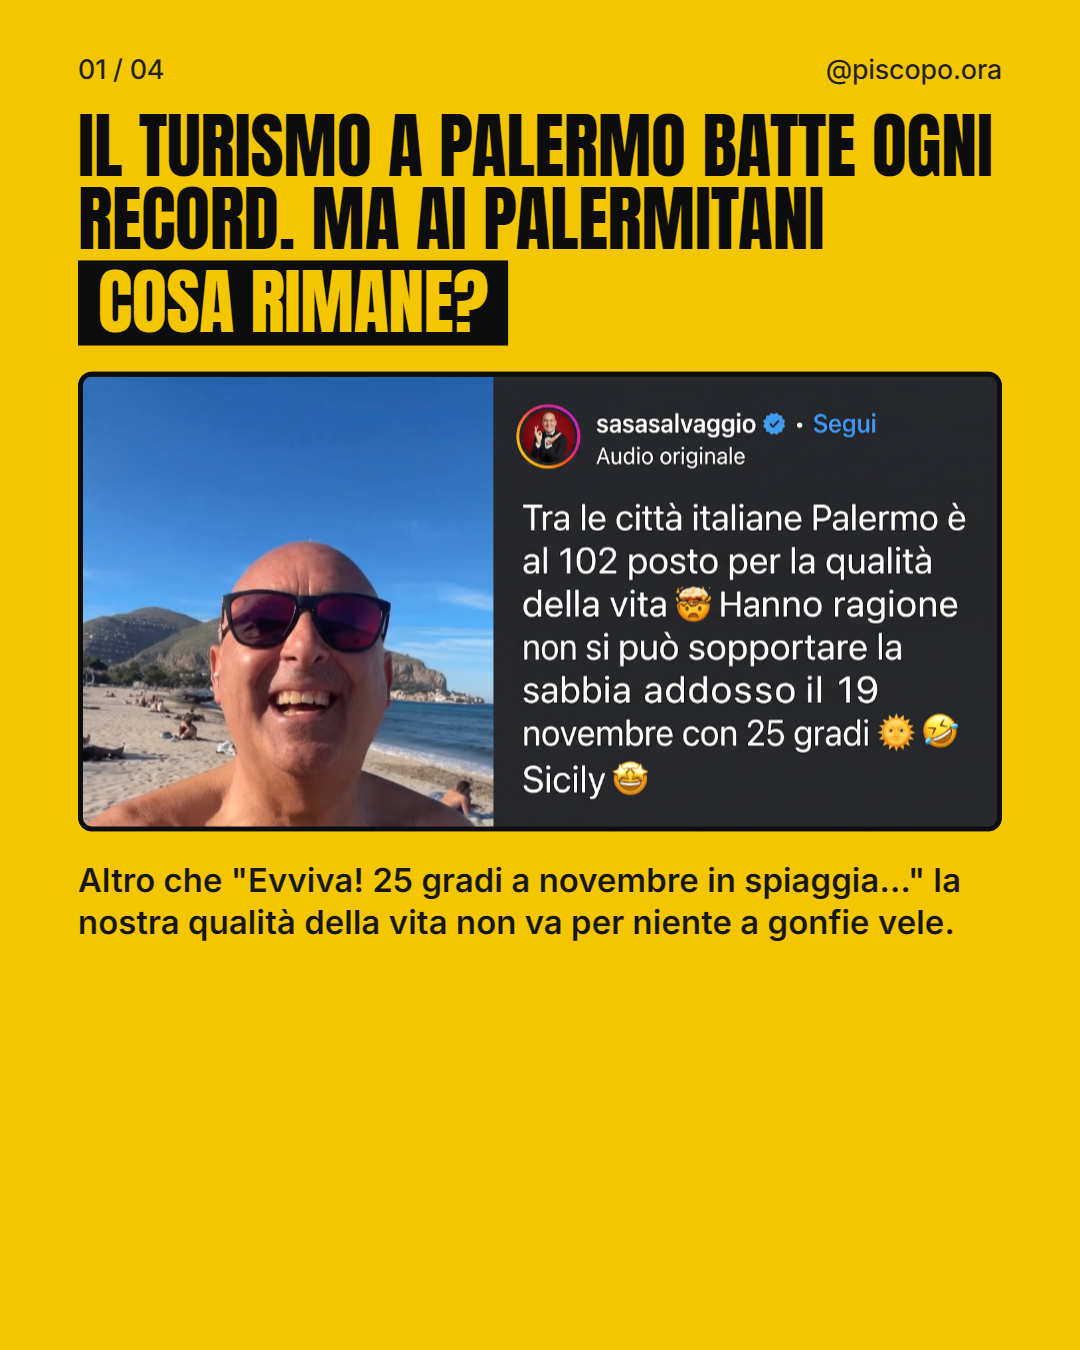 01 / 04
@piscopo.ora
IL TURISMO A PALERMO BATTE OGNI
RECORD. MA AI PALERMITANI
COSA RIMANE?
sasasalvaggio • Segui
Audio originale
Tra le città italiane Palermo è
al 102 posto per la qualità
della vita 🤯 Hanno ragione
non si può sopportare la
sabbia addosso il 19
novembre con 25 gradi 🌞 🤣
Sicily 🤩
Altro che "Evviva! 25 gradi a novembre in spiaggia..." la
nostra qualità della vita non va per niente a gonfie vele.